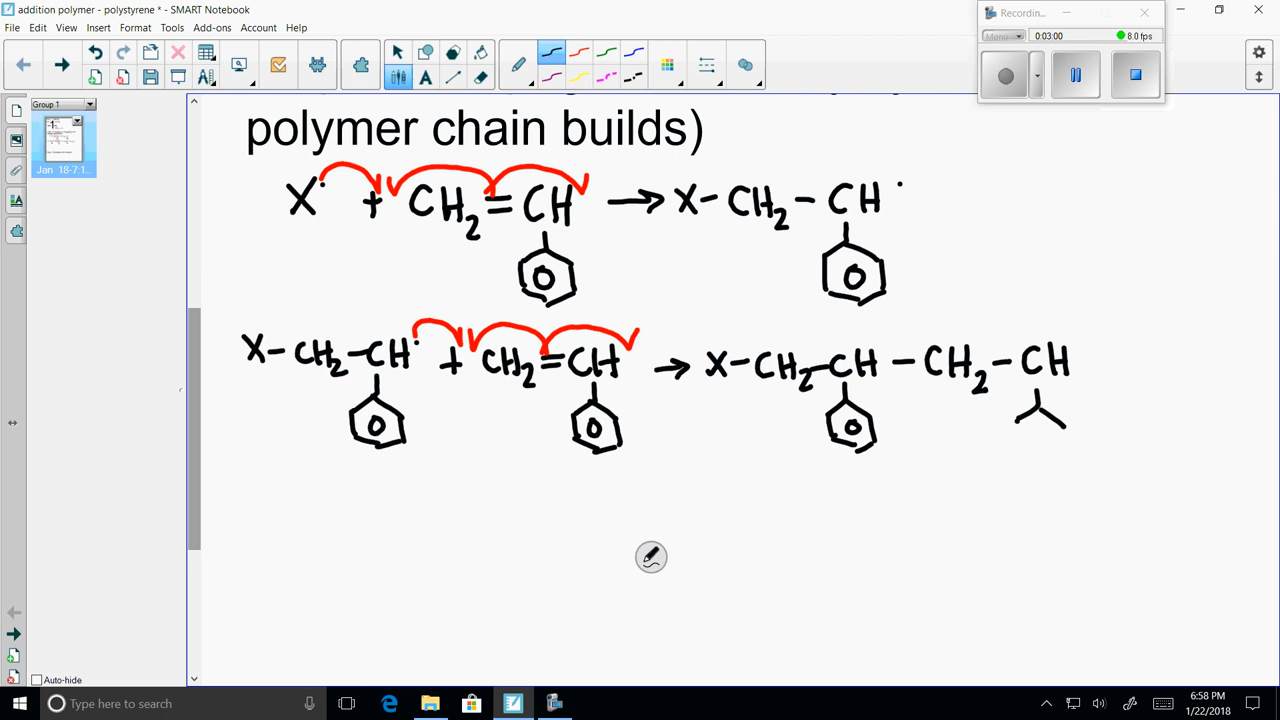 addition polymer - polystyrene * - SMART Notebook
Recordin...
File Edit View Insert Format Tools Add-ons Account Help
Menu 0:03:00 8.0 fps
Group 1
1
Jan 18-7:1...
polymer chain builds)
X· + CH2=CH → X-CH2-CH·
X-CH2-CH· + CH2=CH → X-CH2-CH-CH2-CH
Auto-hide
Type here to search
6:58 PM
1/22/2018